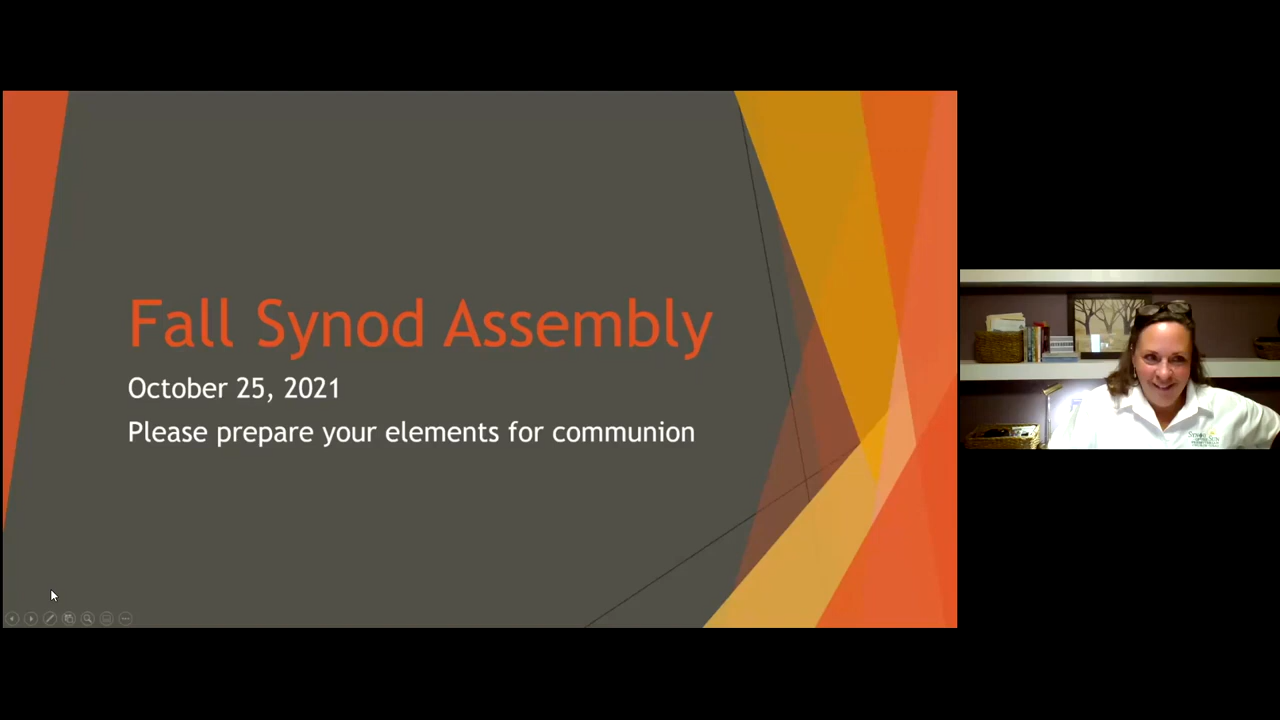 Fall Synod Assembly
October 25, 2021
Please prepare your elements for communion